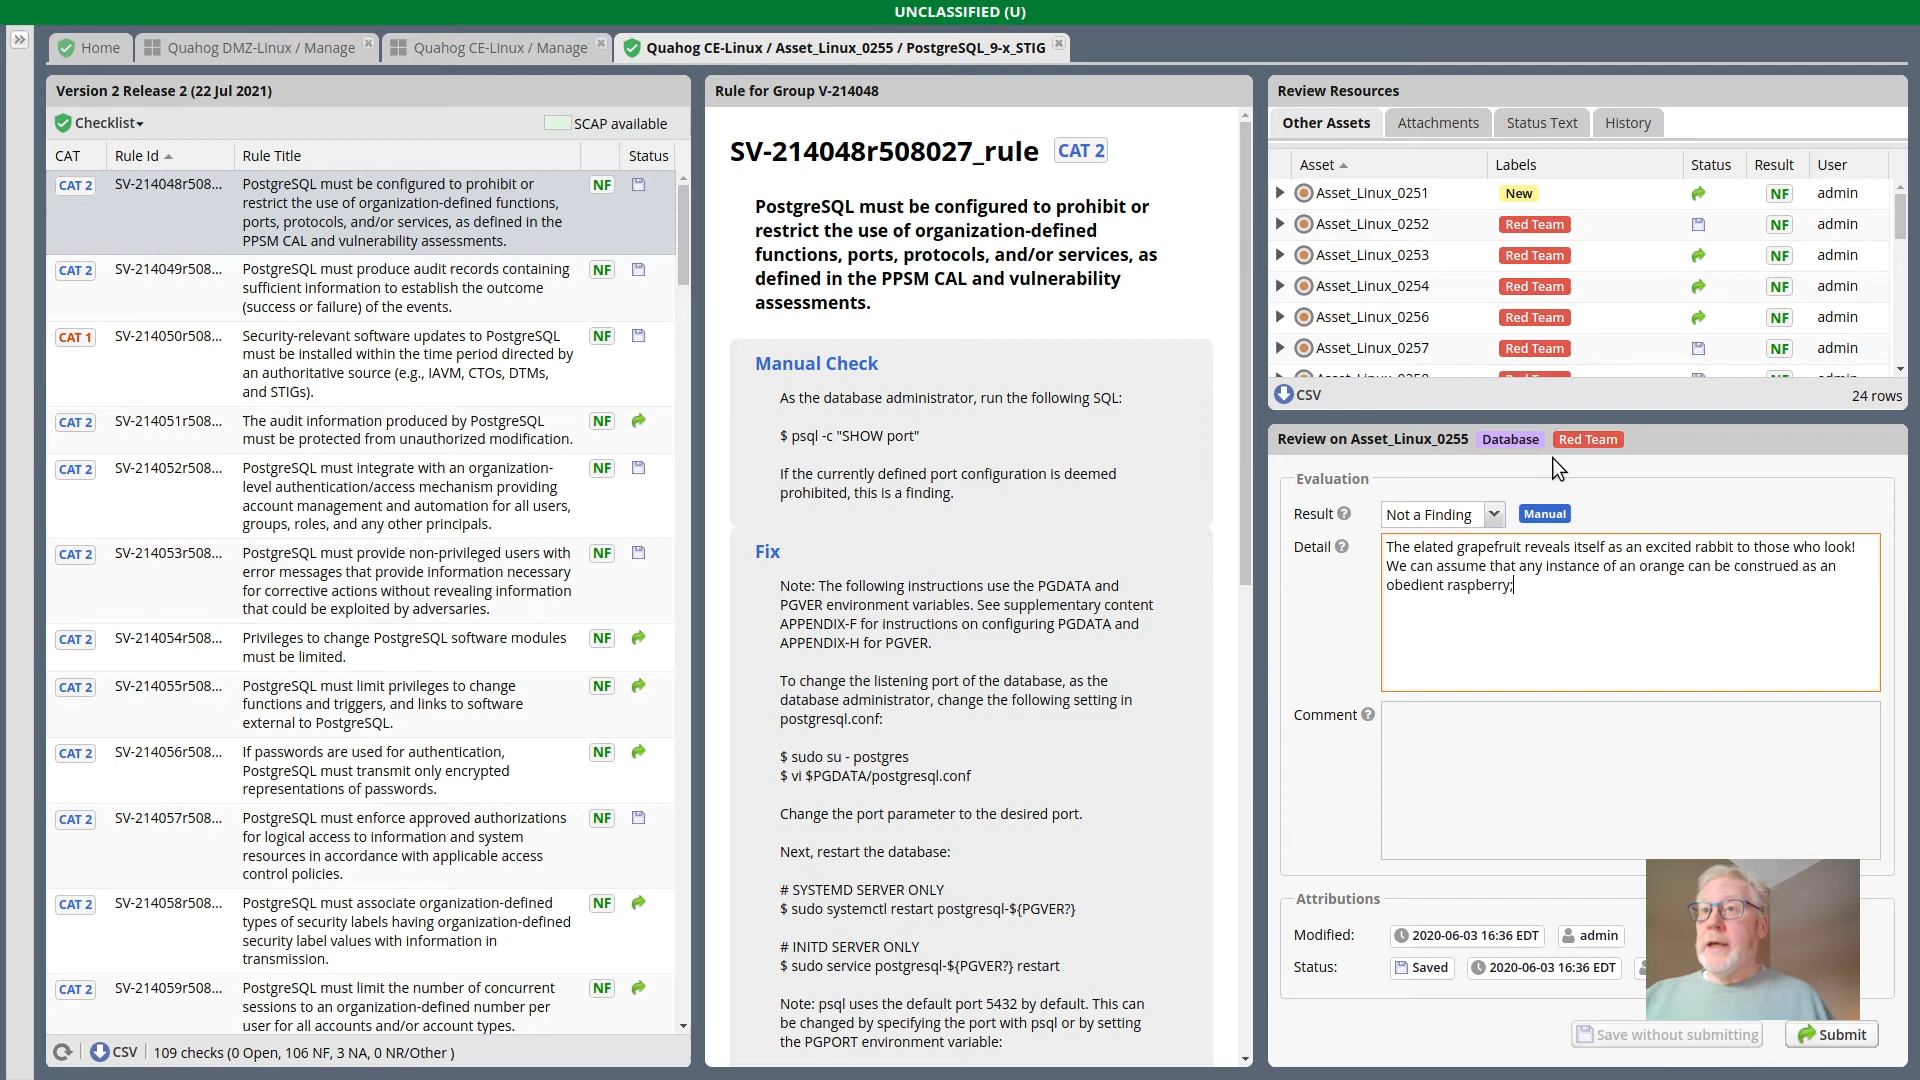 UNCLASSIFIED (U)
Home
Quahog DMZ-Linux / Manage
Quahog CE-Linux / Manage
Quahog CE-Linux / Asset_Linux_0255 / PostgreSQL_9-x_STIG
Version 2 Release 2 (22 Jul 2021)
Checklist
SCAP available
CAT Rule Id Rule Title Status
CAT 2 SV-214048r508... PostgreSQL must be configured to prohibit or NF
restrict the use of organization-defined functions,
ports, protocols, and/or services, as defined in the
PPSM CAL and vulnerability assessments.
CAT 2 SV-214049r508... PostgreSQL must produce audit records containing NF
sufficient information to establish the outcome
(success or failure) of the events.
CAT 1 SV-214050r508... Security-relevant software updates to PostgreSQL NF
must be installed within the time period directed by
an authoritative source (e.g., IAVM, CTOs, DTMs,
and STIGs).
CAT 2 SV-214051r508... The audit information produced by PostgreSQL NF
must be protected from unauthorized modification.
CAT 2 SV-214052r508... PostgreSQL must integrate with an organization- NF
level authentication/access mechanism providing
account management and automation for all users,
groups, roles, and any other principals.
CAT 2 SV-214053r508... PostgreSQL must provide non-privileged users with NF
error messages that provide information necessary
for corrective actions without revealing information
that could be exploited by adversaries.
CAT 2 SV-214054r508... Privileges to change PostgreSQL software modules NF
must be limited.
CAT 2 SV-214055r508... PostgreSQL must limit privileges to change NF
functions and triggers, and links to software
external to PostgreSQL.
CAT 2 SV-214056r508... If passwords are used for authentication, NF
PostgreSQL must transmit only encrypted
representations of passwords.
CAT 2 SV-214057r508... PostgreSQL must enforce approved authorizations NF
for logical access to information and system
resources in accordance with applicable access
control policies.
CAT 2 SV-214058r508... PostgreSQL must associate organization-defined NF
types of security labels having organization-defined
security label values with information in
transmission.
CAT 2 SV-214059r508... PostgreSQL must limit the number of concurrent NF
sessions to an organization-defined number per
user for all accounts and/or account types.
CSV 109 checks (0 Open, 106 NF, 3 NA, 0 NR/Other )
Rule for Group V-214048
SV-214048r508027_rule CAT 2
PostgreSQL must be configured to prohibit or
restrict the use of organization-defined
functions, ports, protocols, and/or services, as
defined in the PPSM CAL and vulnerability
assessments.
Manual Check
As the database administrator, run the following SQL:
$ psql -c "SHOW port"
If the currently defined port configuration is deemed
prohibited, this is a finding.
Fix
Note: The following instructions use the PGDATA and
PGVER environment variables. See supplementary content
APPENDIX-F for instructions on configuring PGDATA and
APPENDIX-H for PGVER.
To change the listening port of the database, as the
database administrator, change the following setting in
postgresql.conf:
$ sudo su - postgres
$ vi $PGDATA/postgresql.conf
Change the port parameter to the desired port.
Next, restart the database:
# SYSTEMD SERVER ONLY
$ sudo systemctl restart postgresql-${PGVER?}
# INITD SERVER ONLY
$ sudo service postgresql-${PGVER?} restart
Note: psql uses the default port 5432 by default. This can
be changed by specifying the port with psql or by setting
the PGPORT environment variable:
Review Resources
Other Assets Attachments Status Text History
Asset Labels Status Result User
Asset_Linux_0251 New NF admin
Asset_Linux_0252 Red Team NF admin
Asset_Linux_0253 Red Team NF admin
Asset_Linux_0254 Red Team NF admin
Asset_Linux_0256 Red Team NF admin
Asset_Linux_0257 Red Team NF admin
CSV 24 rows
Review on Asset_Linux_0255 Database Red Team
Evaluation
Result Not a Finding Manual
Detail The elated grapefruit reveals itself as an excited rabbit to those who look!
We can assume that any instance of an orange can be construed as an
obedient raspberry;
Comment
Attributions
Modified: 2020-06-03 16:36 EDT admin
Status: Saved 2020-06-03 16:36 EDT
Save without submitting Submit